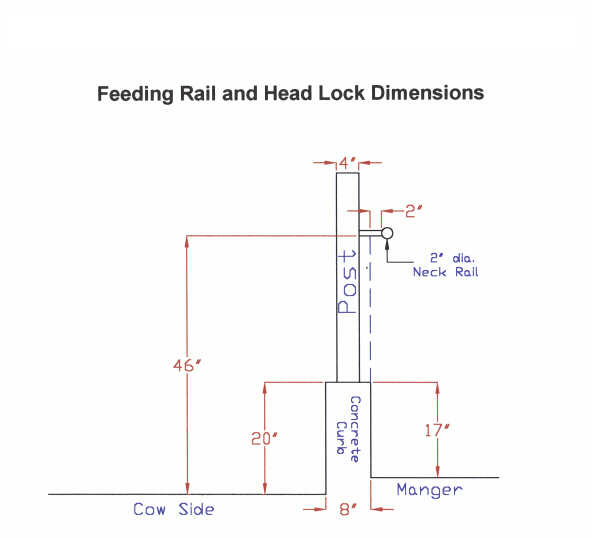 Feeding Rail and Head Lock Dimensions
4"
2"
2" dia.
Neck Rail
Post
46"
20"
Concrete
Curb
17"
Manger
Cow Side
8"